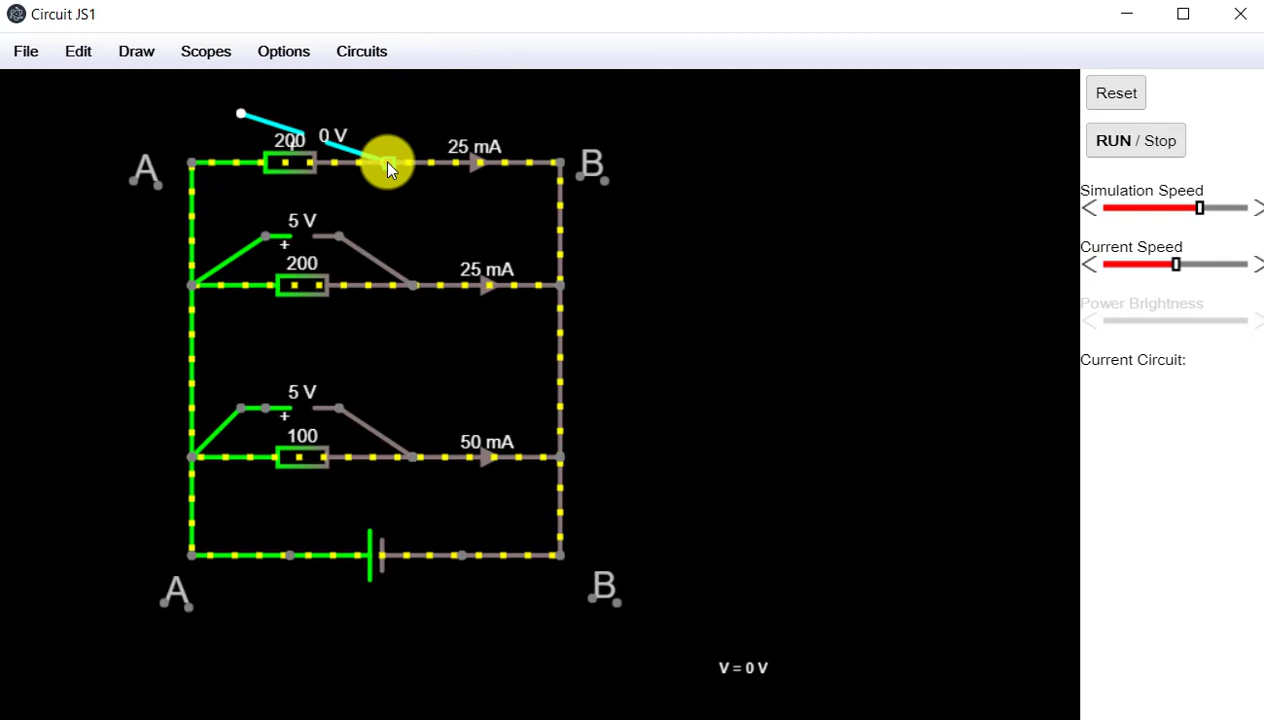 Circuit JS1
File Edit Draw Scopes Options Circuits
Reset
RUN / Stop
Simulation Speed
Current Speed
Power Brightness
Current Circuit:
200 0 V 25 mA
A B
5 V
+
200 25 mA
5 V
+
100 50 mA
A B
V = 0 V